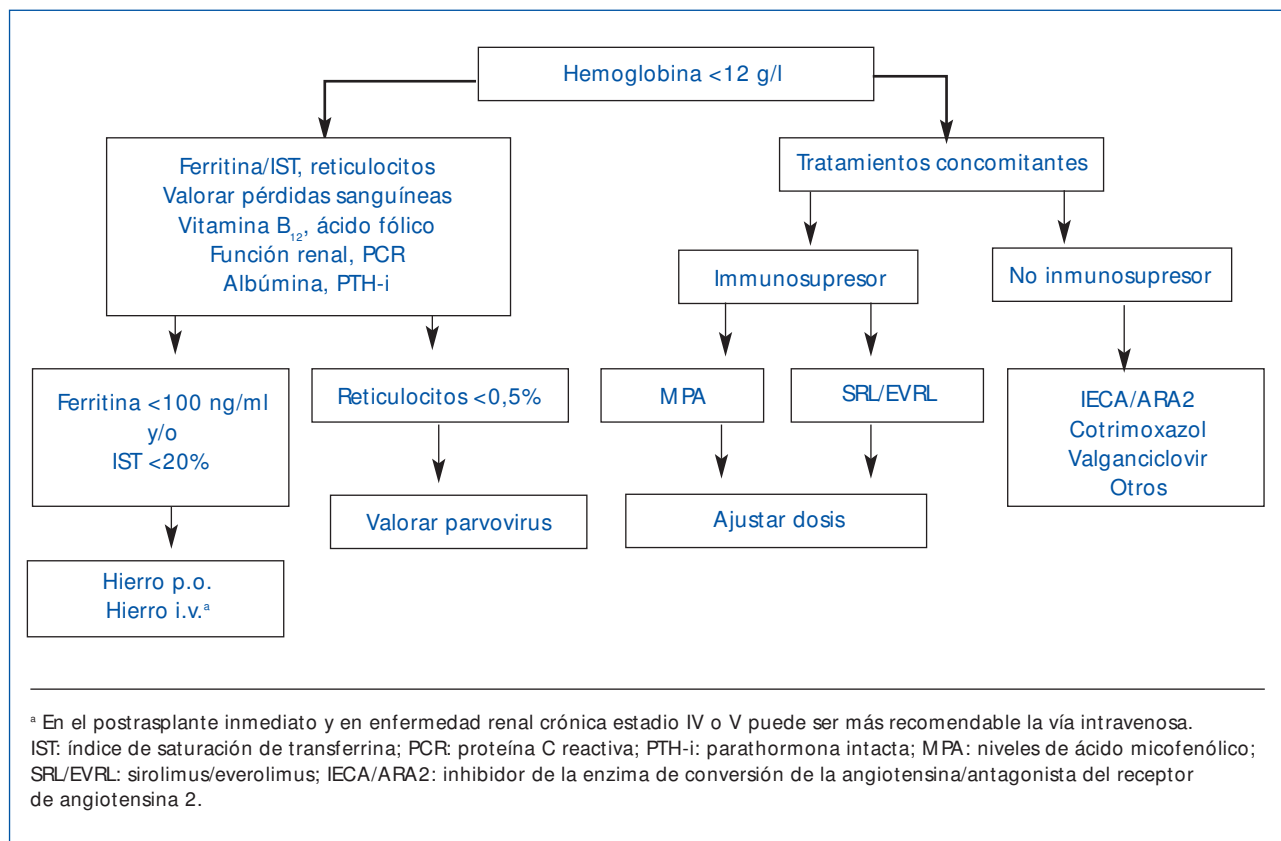 Hemoglobina <12 g/l
Ferritina/IST, reticulocitos
Valorar pérdidas sanguíneas
Vitamina B12, ácido fólico
Función renal, PCR
Albúmina, PTH-i
Tratamientos concomitantes
Immunosupresor
No inmunosupresor
Ferritina <100 ng/ml
y/o
IST <20%
Reticulocitos <0,5%
MPA
SRL/EVRL
IECA/ARA2
Cotrimoxazol
Valganciclovir
Otros
Valorar parvovirus
Ajustar dosis
Hierro p.o.
Hierro i.v.a
a En el postrasplante inmediato y en enfermedad renal crónica estadio IV o V puede ser más recomendable la vía intravenosa.
IST: índice de saturación de transferrina; PCR: proteína C reactiva; PTH-i: parathormona intacta; MPA: niveles de ácido micofenólico;
SRL/EVRL: sirolimus/everolimus; IECA/ARA2: inhibidor de la enzima de conversión de la angiotensina/antagonista del receptor
de angiotensina 2.